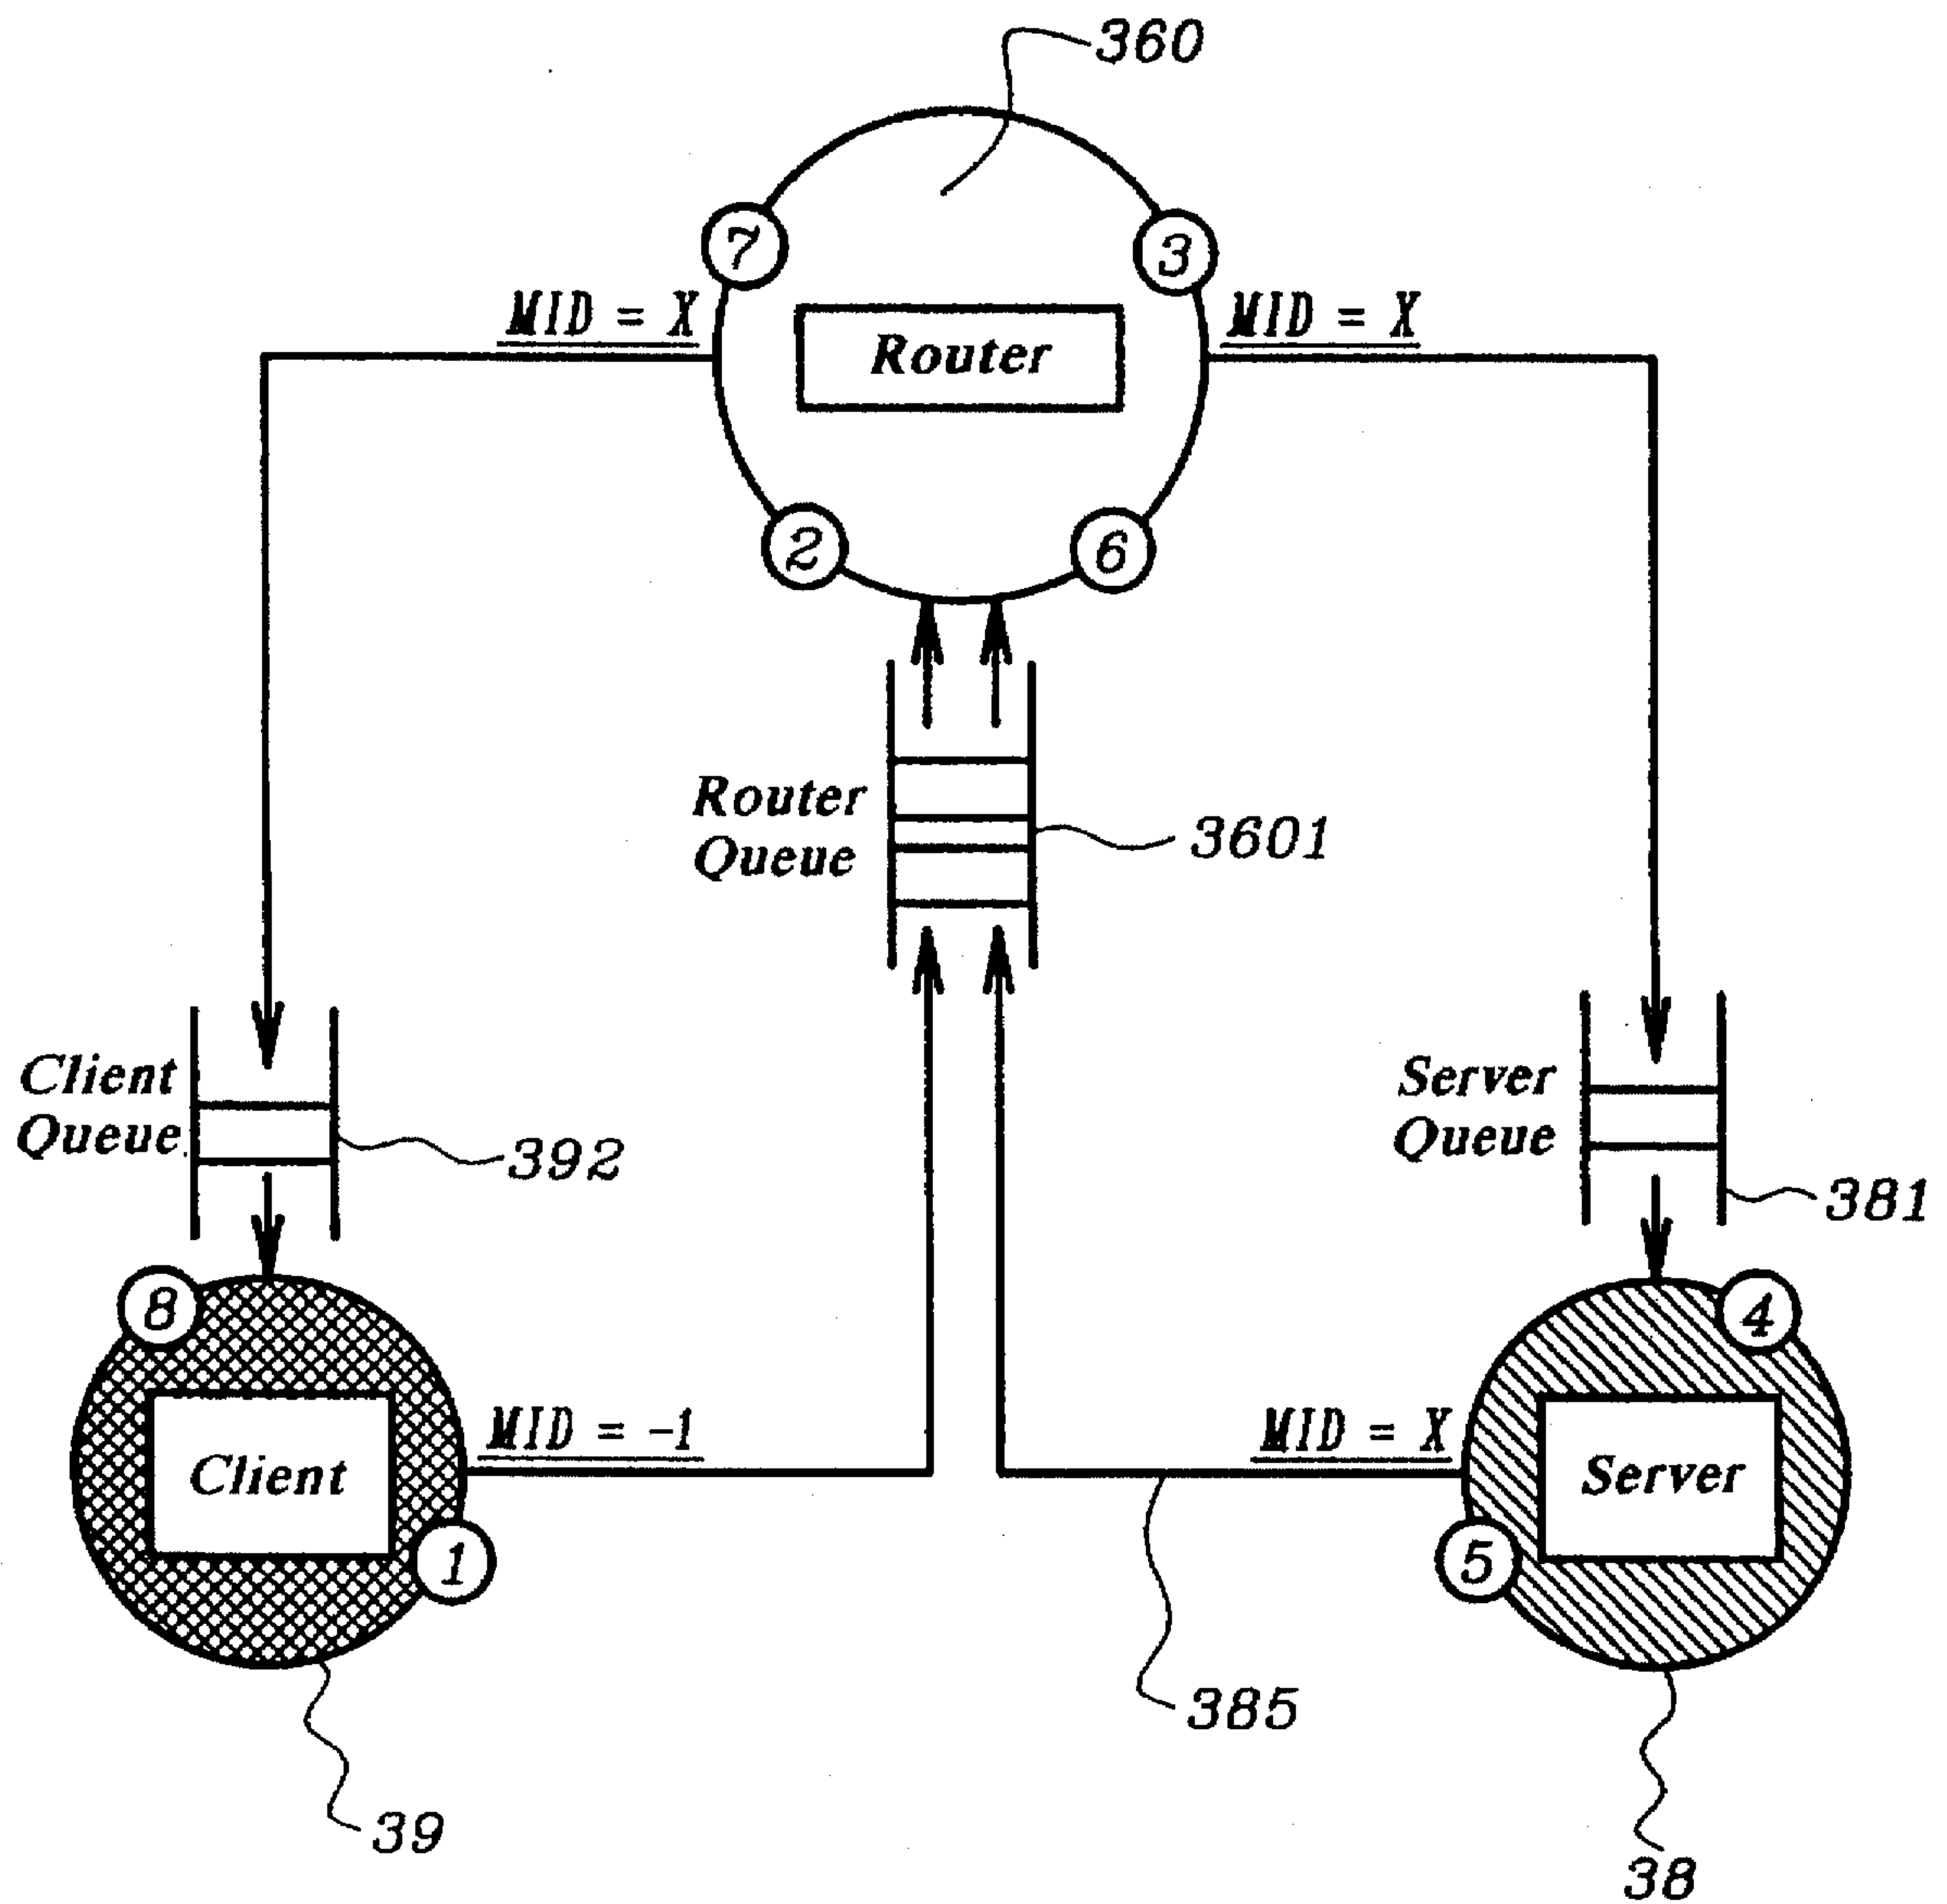 360
7
3
MID = X
MID = X
Router
2
6
Router
Queue
3601
Client
Queue
392
Server
Queue
381
8
4
MID = -1
MID = X
Client
Server
1
5
385
39
38